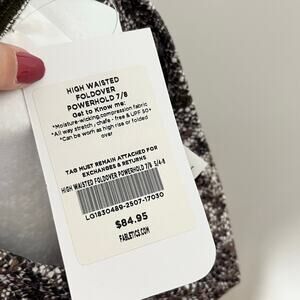 HIGH WAISTED
FOLDOVER
POWERHOLD 7/8
Get to Know me:
*Moisture-wicking,compression fabric
*All way stretch, chafe - free & UPF 50+
*Can be worh as high rise or folded
over
TAG MUST REMAIN ATTACHED FOR
EXCHANGES & RETURNS
HIGH WAISTED FOLDOVER POWERHOLD 7/8 S/4-6
LG1830489-2507-17030
$84.95
FABLETICS.COM